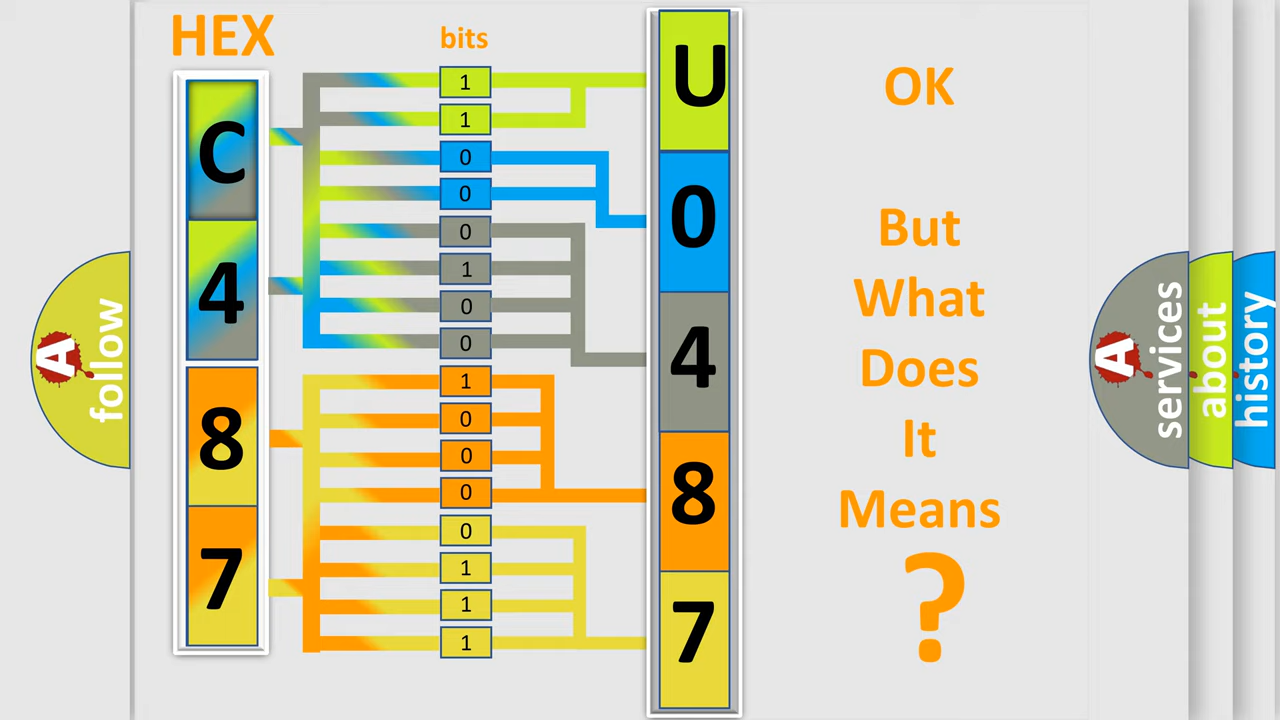 HEX
bits
C
4
8
7
1
1
0
0
0
1
0
0
1
0
0
0
0
1
1
1
U
0
4
8
7
OK
But
What
Does
It
Means
?
A
follow
A
services
about
history